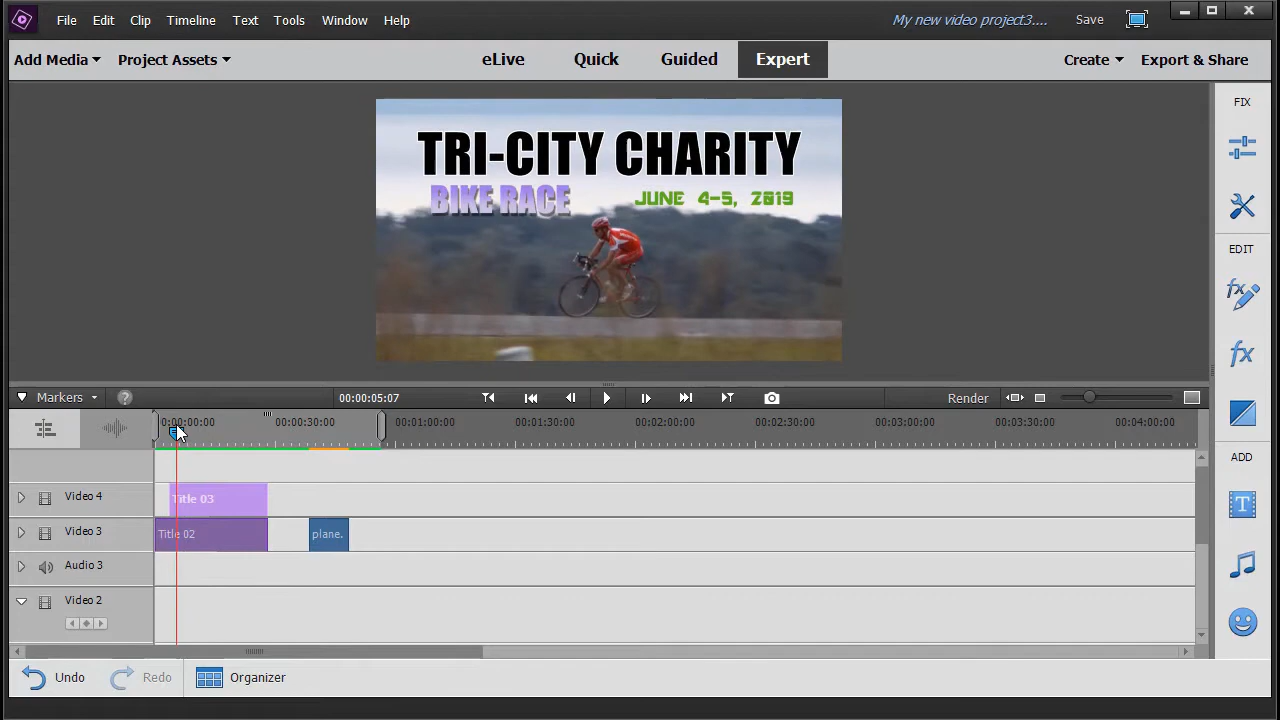 File Edit Clip Timeline Text Tools Window Help My new video project3.... Save
Add Media Project Assets eLive Quick Guided Expert Create Export & Share
FIX
TRI-CITY CHARITY
BIKE RACE JUNE 4-5, 2019
EDIT
fx
fx
Markers ? 00:00:05:07 Render
0:00:00:00 00:00:30:00 00:01:00:00 00:01:30:00 00:02:00:00 00:02:30:00 00:03:00:00 00:03:30:00 00:04:00:00
ADD
Video 4 Title 03
T
Video 3 Title 02 plane.
Audio 3
Video 2
Undo Redo Organizer